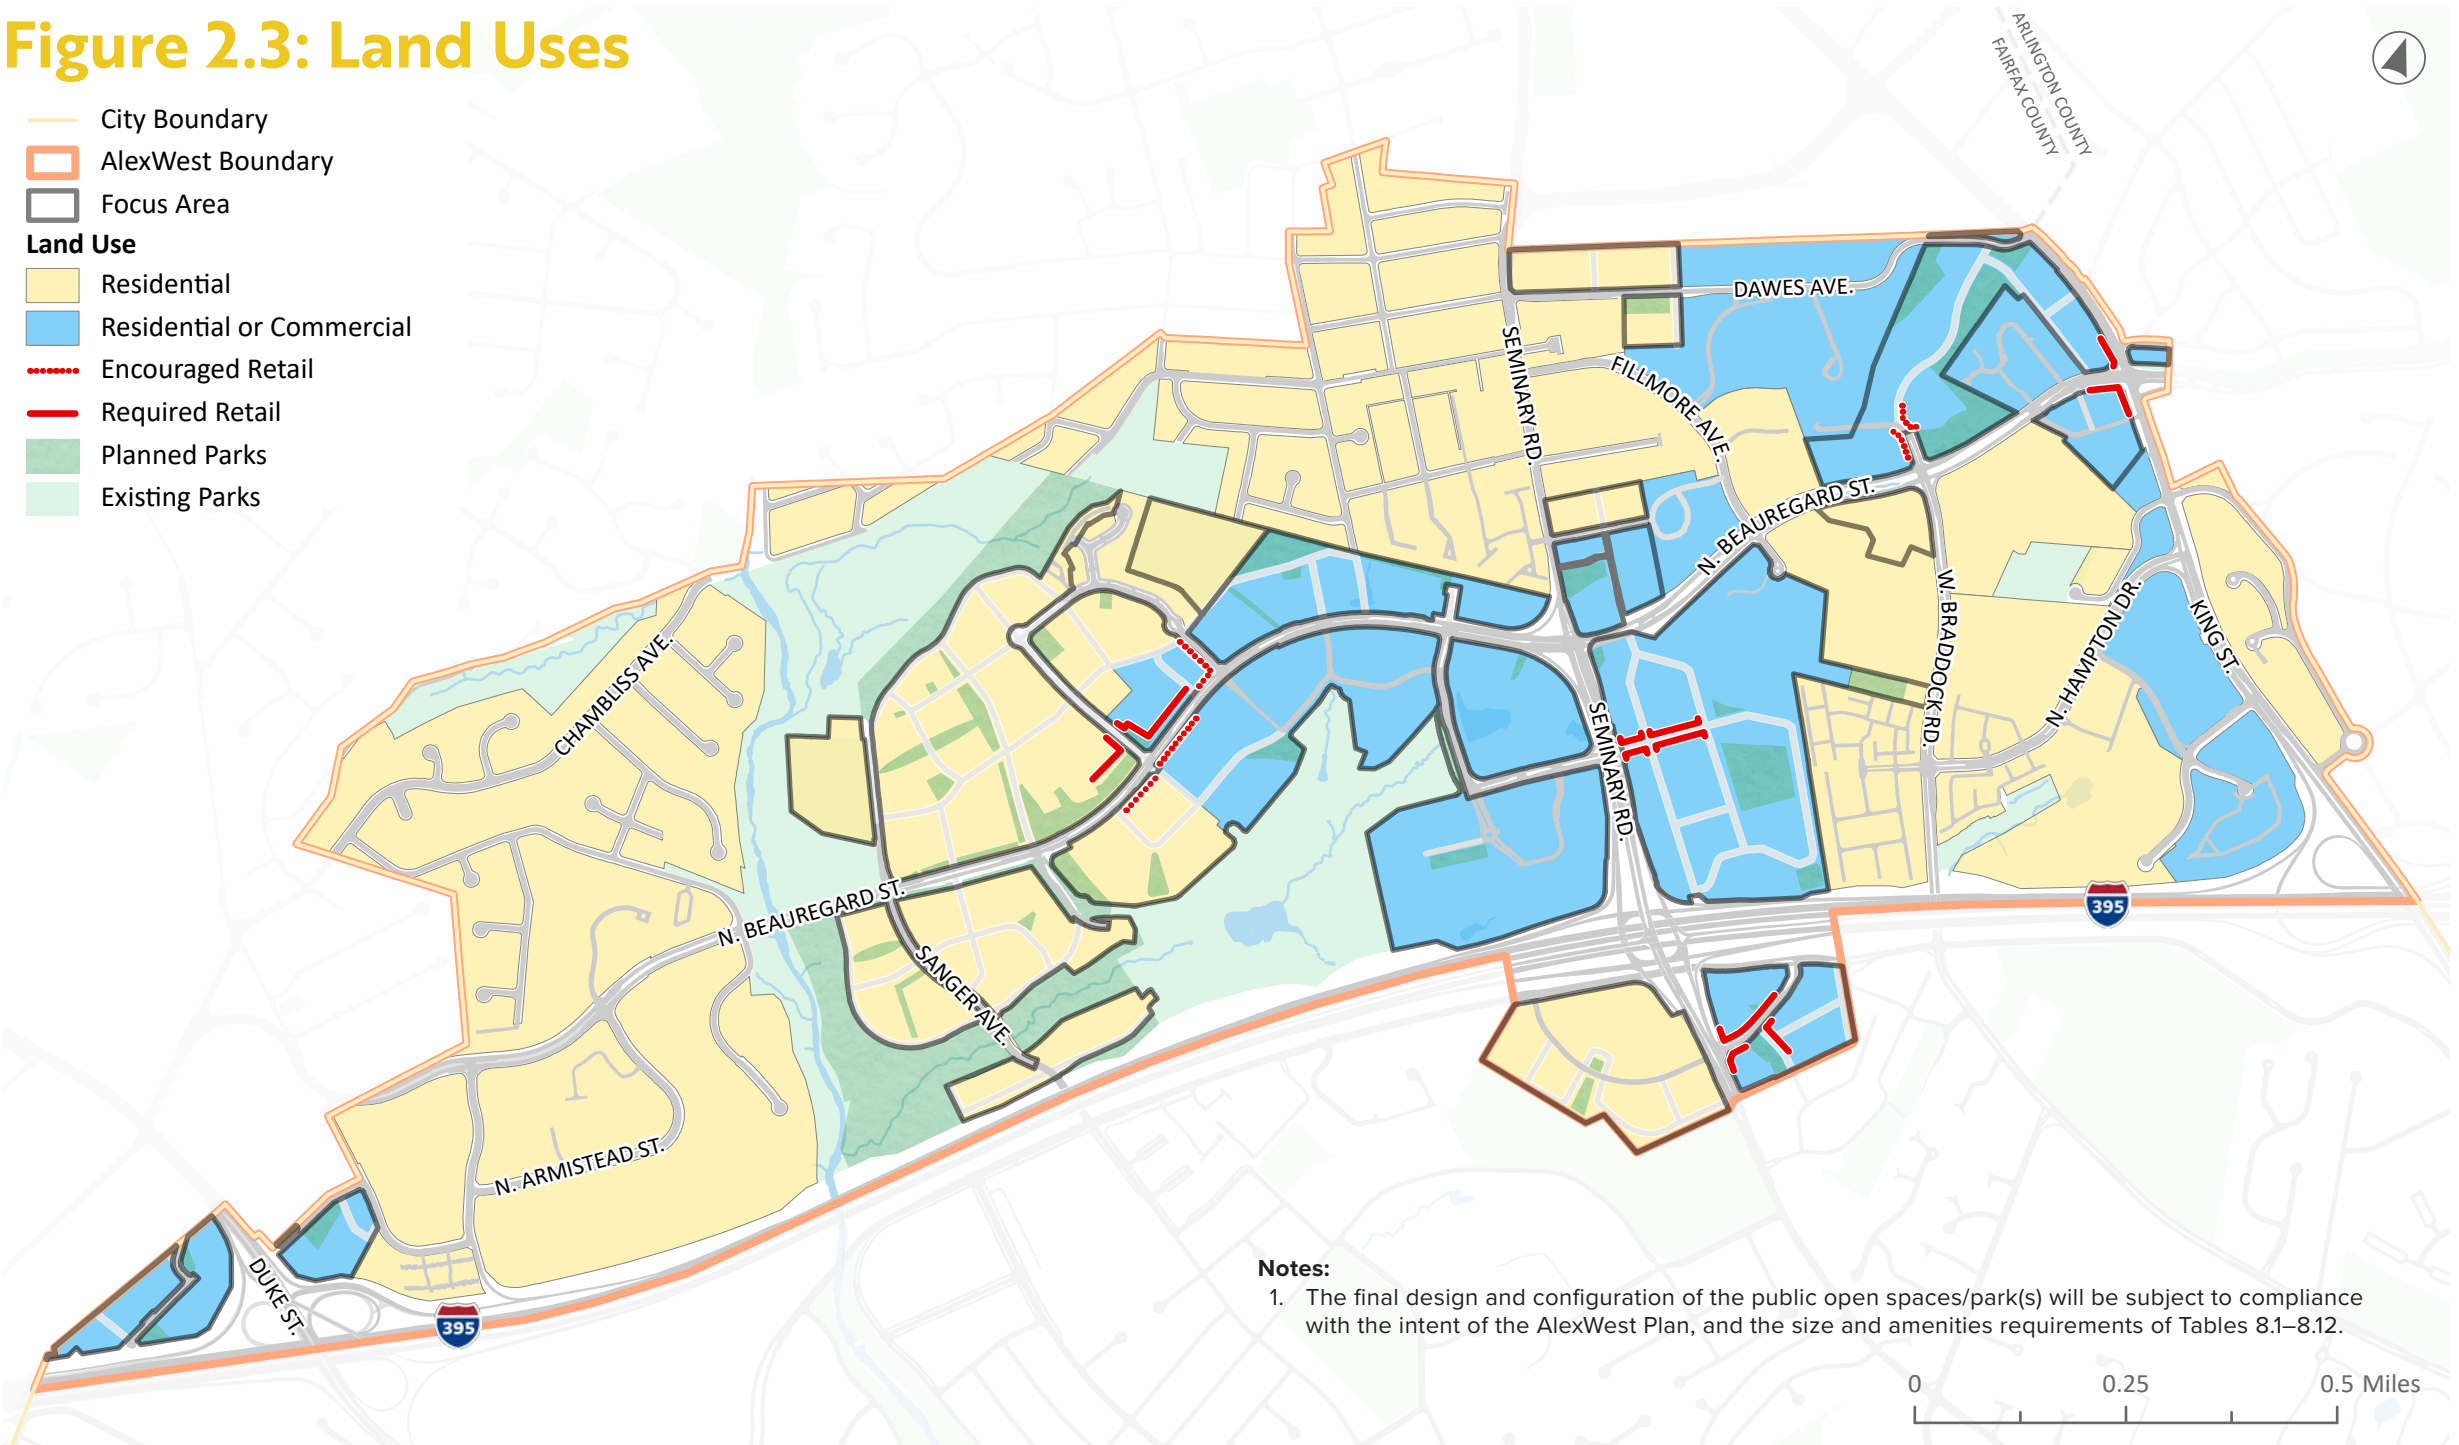 Figure 2.3: Land Uses
City Boundary
AlexWest Boundary
Focus Area
Land Use
Residential
Residential or Commercial
Encouraged Retail
Required Retail
Planned Parks
Existing Parks
ARLINGTON COUNTY
FAIRFAX COUNTY
DAWES AVE.
SEMINARY RD.
FILLMORE AVE.
N. BEAUREGARD ST.
W. BRADDOCK RD.
N. HAMPTON DR.
KING ST.
CHAMBLISS AVE.
SEMINARY RD.
N. BEAUREGARD ST.
SANGER AVE.
395
N. ARMISTEAD ST.
DUKE ST.
395
Notes:
1. The final design and configuration of the public open spaces/park(s) will be subject to compliance
with the intent of the AlexWest Plan, and the size and amenities requirements of Tables 8.1–8.12.
0 0.25 0.5 Miles